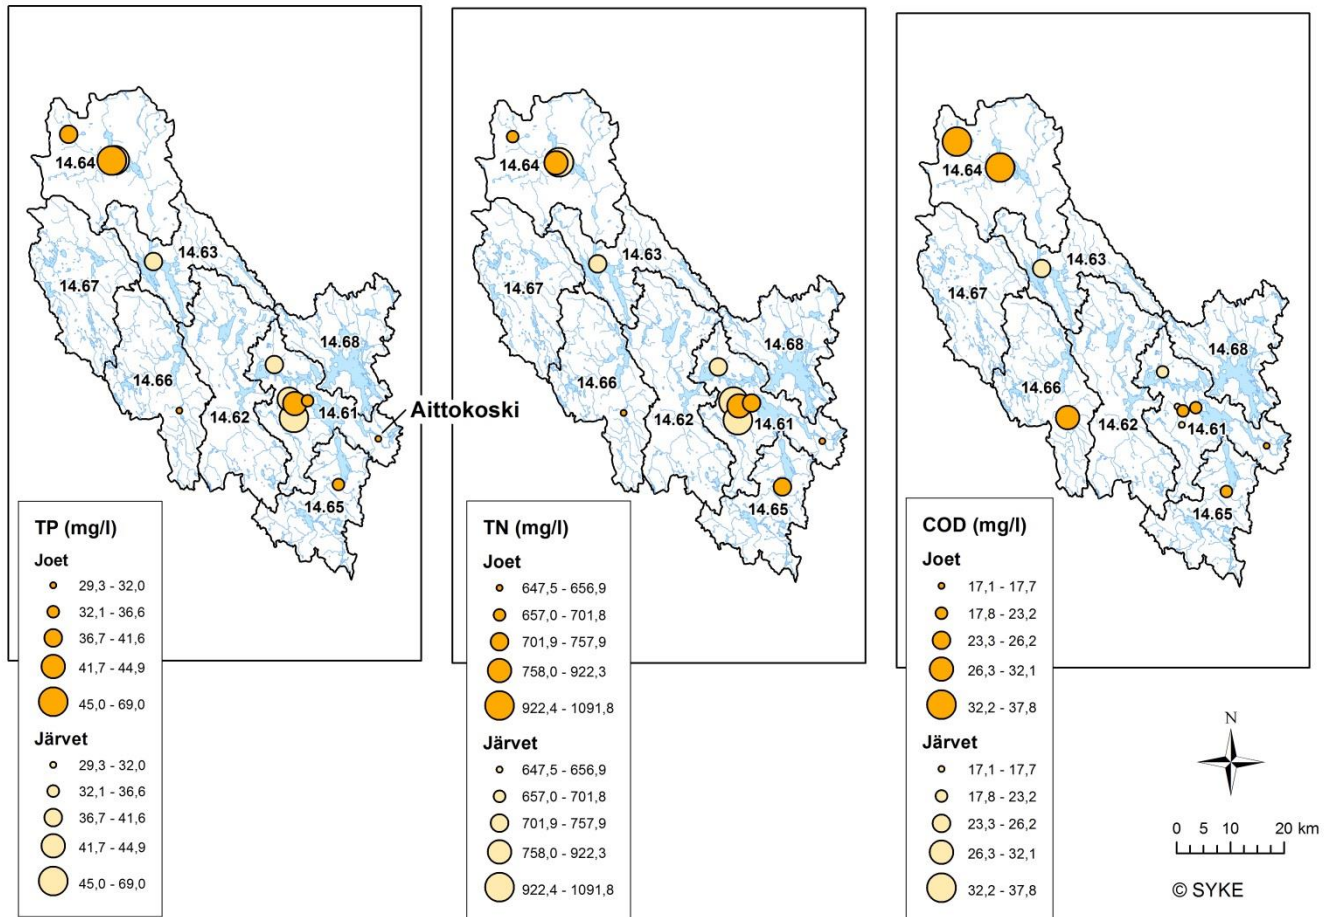 14.64
14.63
14.67
14.68
14.66
14.62
14.61
Aittokoski
14.65
TP (mg/l)
Joet
29,3 - 32,0
32,1 - 36,6
36,7 - 41,6
41,7 - 44,9
45,0 - 69,0
Järvet
29,3 - 32,0
32,1 - 36,6
36,7 - 41,6
41,7 - 44,9
45,0 - 69,0
14.64
14.63
14.67
14.68
14.66
14.62
14.61
14.65
TN (mg/l)
Joet
647,5 - 656,9
657,0 - 701,8
701,9 - 757,9
758,0 - 922,3
922,4 - 1091,8
Järvet
647,5 - 656,9
657,0 - 701,8
701,9 - 757,9
758,0 - 922,3
922,4 - 1091,8
14.64
14.63
14.67
14.68
14.66
14.62
14.61
14.65
COD (mg/l)
Joet
17,1 - 17,7
17,8 - 23,2
23,3 - 26,2
26,3 - 32,1
32,2 - 37,8
Järvet
17,1 - 17,7
17,8 - 23,2
23,3 - 26,2
26,3 - 32,1
32,2 - 37,8
N
0 5 10 20 km
© SYKE